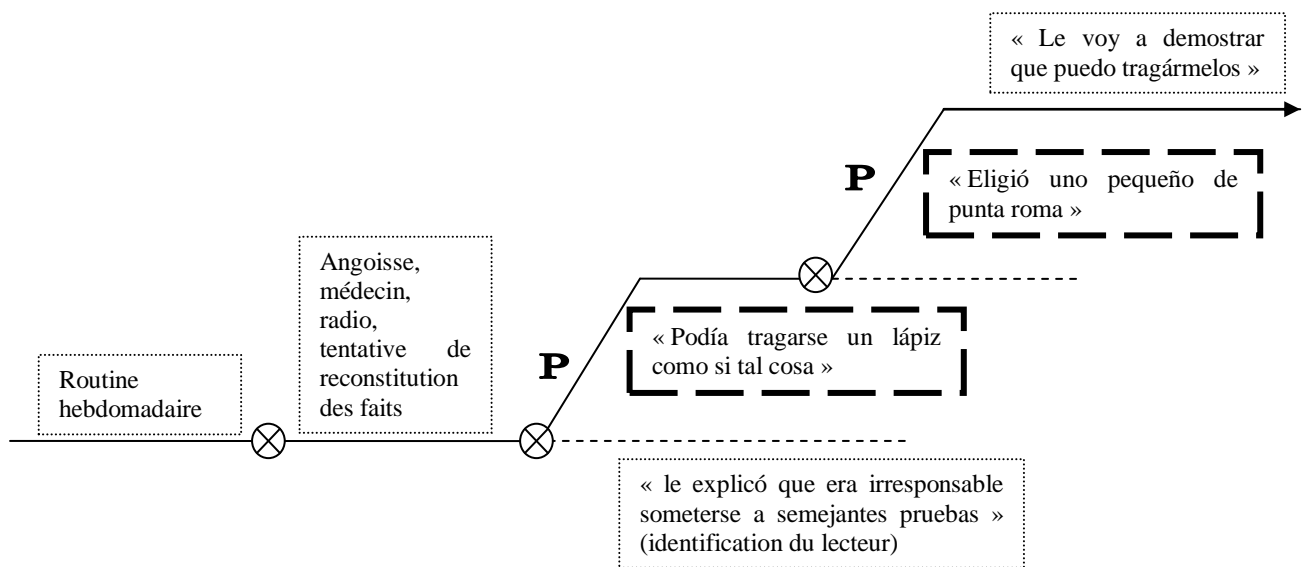 « Le voy a demostrar
que puedo tragármelos »
P
« Eligió uno pequeño de
punta roma »
Angoisse,
médecin,
radio,
tentative de
reconstitution
des faits
« Podía tragarse un lápiz
como si tal cosa »
P
Routine
hebdomadaire
« le explicó que era irresponsable
someterse a semejantes pruebas »
(identification du lecteur)